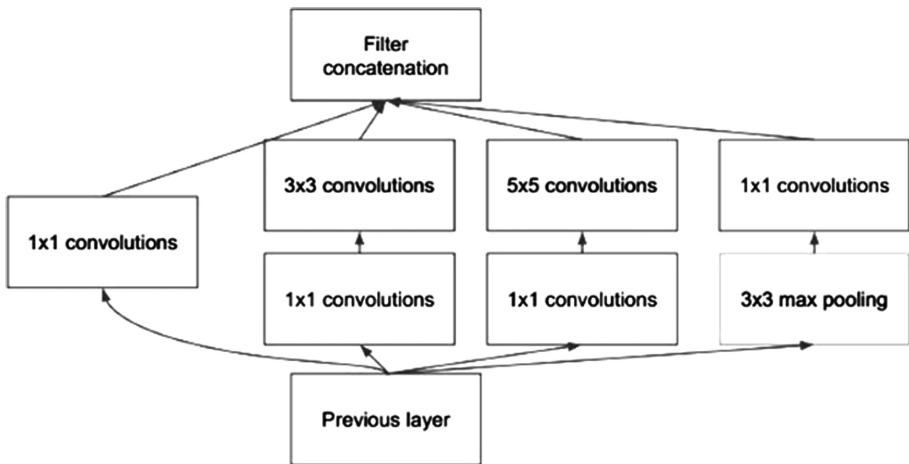 Filter
concatenation
3x3 convolutions
5x5 convolutions
1x1 convolutions
1x1 convolutions
1x1 convolutions
1x1 convolutions
3x3 max pooling
Previous layer